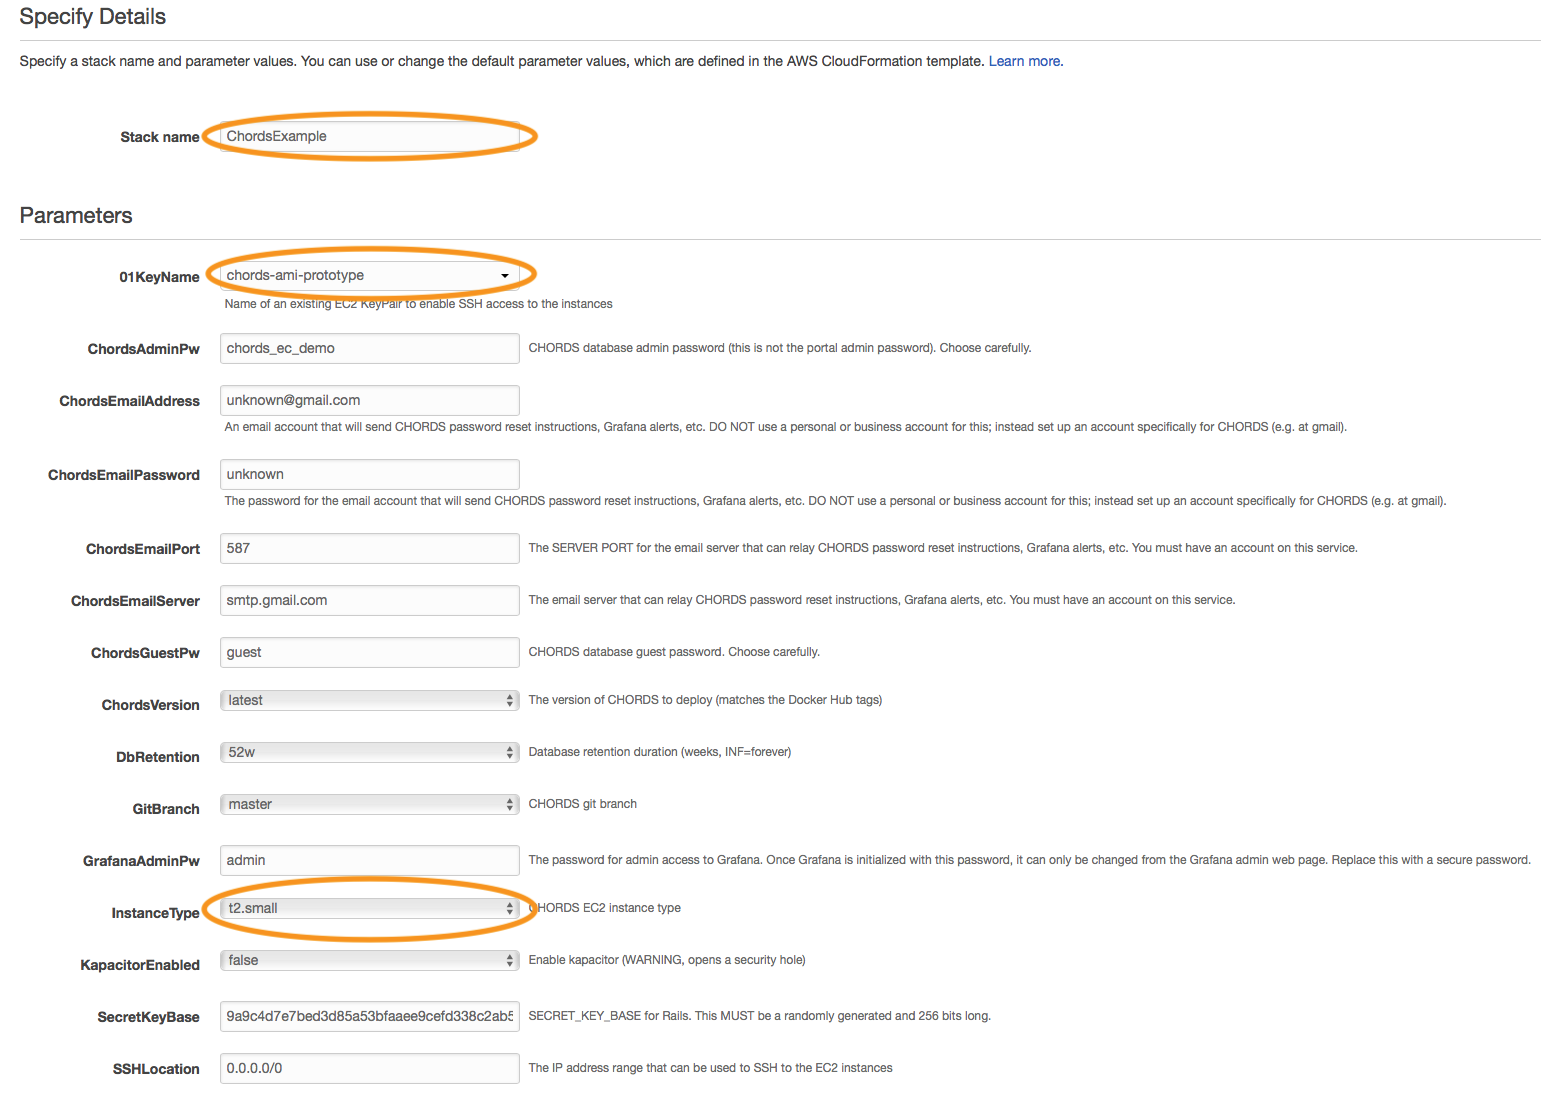 Specify Details
Specify a stack name and parameter values. You can use or change the default parameter values, which are defined in the AWS CloudFormation template. Learn more.
Stack name ChordsExample
Parameters
01KeyName chords-ami-prototype
Name of an existing EC2 KeyPair to enable SSH access to the instances
ChordsAdminPw chords_ec_demo CHORDS database admin password (this is not the portal admin password). Choose carefully.
ChordsEmailAddress unknown@gmail.com
An email account that will send CHORDS password reset instructions, Grafana alerts, etc. DO NOT use a personal or business account for this; instead set up an account specifically for CHORDS (e.g. at gmail).
ChordsEmailPassword unknown
The password for the email account that will send CHORDS password reset instructions, Grafana alerts, etc. DO NOT use a personal or business account for this; instead set up an account specifically for CHORDS (e.g. at gmail).
ChordsEmailPort 587 The SERVER PORT for the email server that can relay CHORDS password reset instructions, Grafana alerts, etc. You must have an account on this service.
ChordsEmailServer smtp.gmail.com The email server that can relay CHORDS password reset instructions, Grafana alerts, etc. You must have an account on this service.
ChordsGuestPw guest CHORDS database guest password. Choose carefully.
ChordsVersion latest The version of CHORDS to deploy (matches the Docker Hub tags)
DbRetention 52w Database retention duration (weeks, INF=forever)
GitBranch master CHORDS git branch
GrafanaAdminPw admin The password for admin access to Grafana. Once Grafana is initialized with this password, it can only be changed from the Grafana admin web page. Replace this with a secure password.
InstanceType t2.small CHORDS EC2 instance type
KapacitorEnabled false Enable kapacitor (WARNING, opens a security hole)
SecretKeyBase 9a9c4d7e7bed3d85a53bfaaee9cefd338c2ab5 SECRET_KEY_BASE for Rails. This MUST be a randomly generated and 256 bits long.
SSHLocation 0.0.0.0/0 The IP address range that can be used to SSH to the EC2 instances